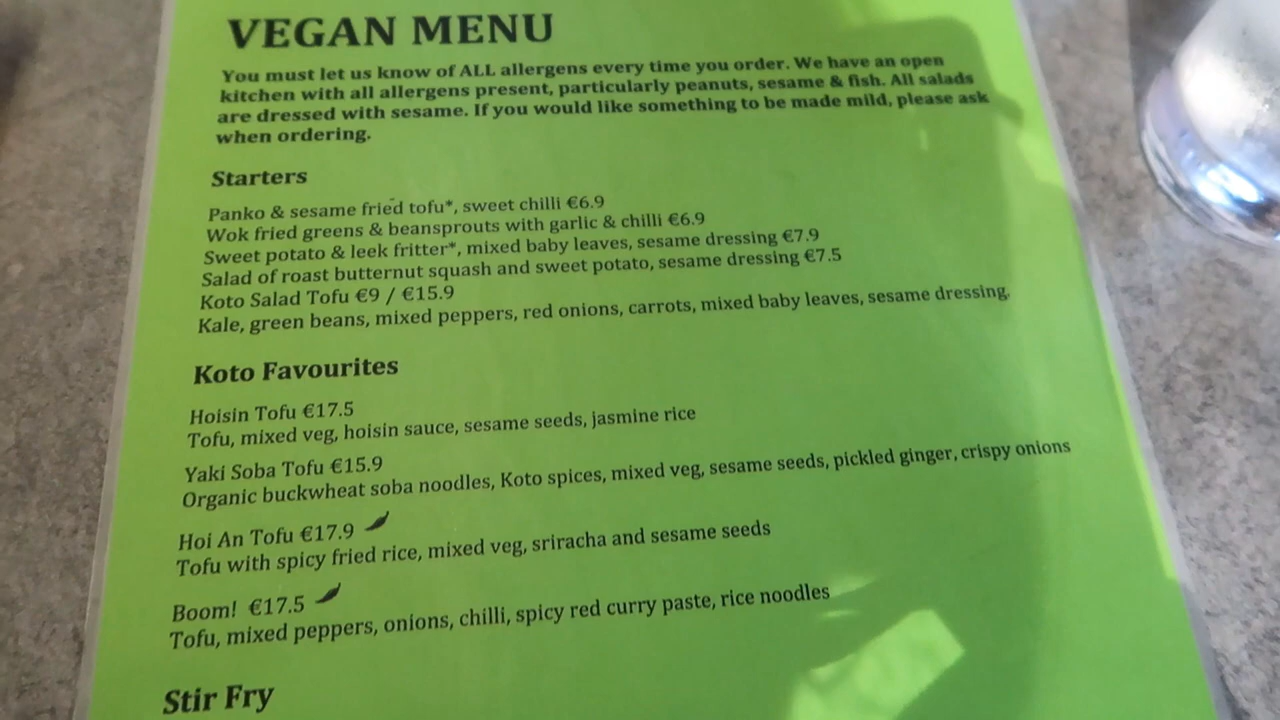 VEGAN MENU
You must let us know of ALL allergens every time you order. We have an open
kitchen with all allergens present, particularly peanuts, sesame & fish. All salads
are dressed with sesame. If you would like something to be made mild, please ask
when ordering.
Starters
Panko & sesame fried tofu*, sweet chilli €6.9
Wok fried greens & beansprouts with garlic & chilli €6.9
Sweet potato & leek fritter*, mixed baby leaves, sesame dressing €7.9
Salad of roast butternut squash and sweet potato, sesame dressing €7.5
Koto Salad Tofu €9 / €15.9
Kale, green beans, mixed peppers, red onions, carrots, mixed baby leaves, sesame dressing.
Koto Favourites
Hoisin Tofu €17.5
Tofu, mixed veg, hoisin sauce, sesame seeds, jasmine rice
Yaki Soba Tofu €15.9
Organic buckwheat soba noodles, Koto spices, mixed veg, sesame seeds, pickled ginger, crispy onions
Hoi An Tofu €17.9
Tofu with spicy fried rice, mixed veg, sriracha and sesame seeds
Boom! €17.5
Tofu, mixed peppers, onions, chilli, spicy red curry paste, rice noodles
Stir Fry